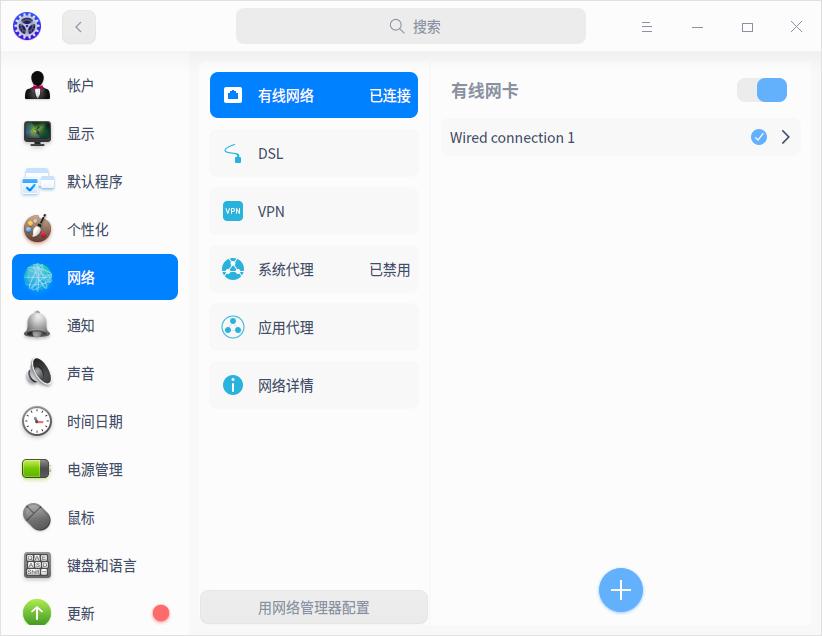 搜索
帐户
显示
默认程序
个性化
网络
通知
声音
时间日期
电源管理
鼠标
键盘和语言
更新
有线网络 已连接
DSL
VPN VPN
系统代理 已禁用
应用代理
网络详情
用网络管理器配置
有线网卡
Wired connection 1